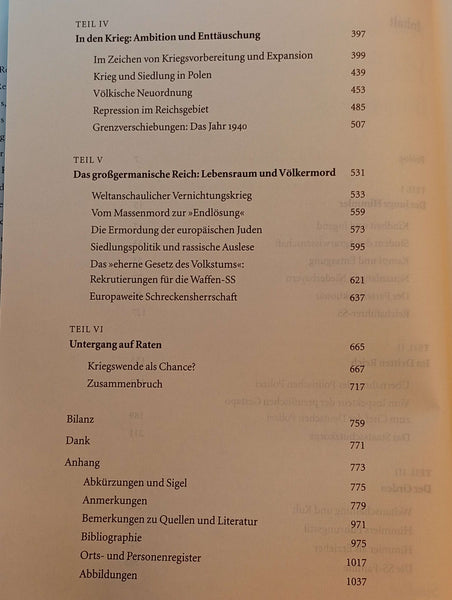 TEIL IV
In den Krieg: Ambition und Enttäuschung 397
Im Zeichen von Kriegsvorbereitung und Expansion 399
Krieg und Siedlung in Polen 439
Völkische Neuordnung 453
Repression im Reichsgebiet 485
Grenzverschiebungen: Das Jahr 1940 507
TEIL V
Das großgermanische Reich: Lebensraum und Völkermord 531
Weltanschaulicher Vernichtungskrieg 533
Vom Massenmord zur »Endlösung« 559
Die Ermordung der europäischen Juden 573
Siedlungspolitik und rassische Auslese 595
Das »eherne Gesetz des Volkstums«:
Rekrutierungen für die Waffen-SS 621
Europaweite Schreckensherrschaft 637
TEIL VI
Untergang auf Raten 665
Kriegswende als Chance? 667
Zusammenbruch 717
Bilanz 759
Dank 771
Anhang 773
Abkürzungen und Sigel 775
Anmerkungen 779
Bemerkungen zu Quellen und Literatur 971
Bibliographie 975
Orts- und Personenregister 1017
Abbildungen 1037